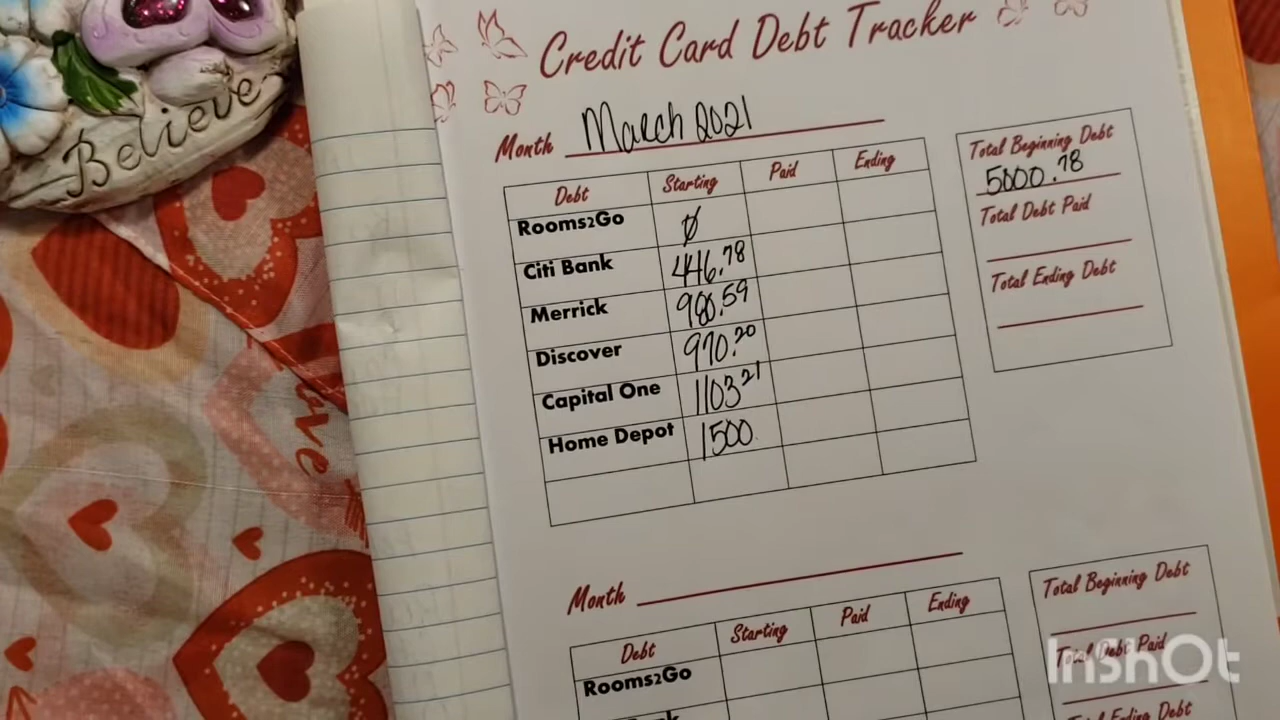 Believe
Credit Card Debt Tracker
Month March 2021
Debt Starting Paid Ending
Rooms2Go 0
Citi Bank 446.78
Merrick 980.59
Discover 970.20
Capital One 1103 21
Home Depot 1500
Total Beginning Debt
5000.78
Total Debt Paid
Total Ending Debt
love
Month
Debt Starting Paid Ending
Rooms2Go
Total Beginning Debt
Total Debt Paid
Total Ending Debt
InShOt